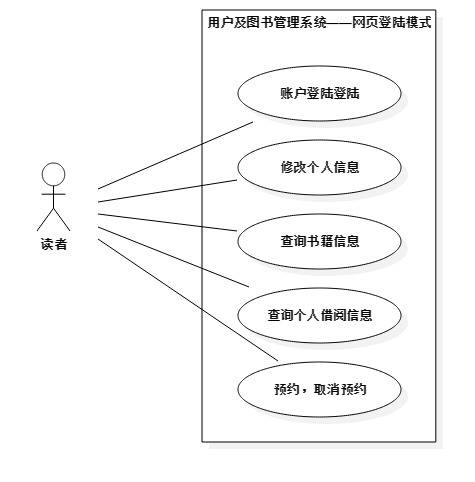 用户及图书管理系统——网页登陆模式
账户登陆登陆
修改个人信息
查询书籍信息
读者
查询个人借阅信息
预约，取消预约